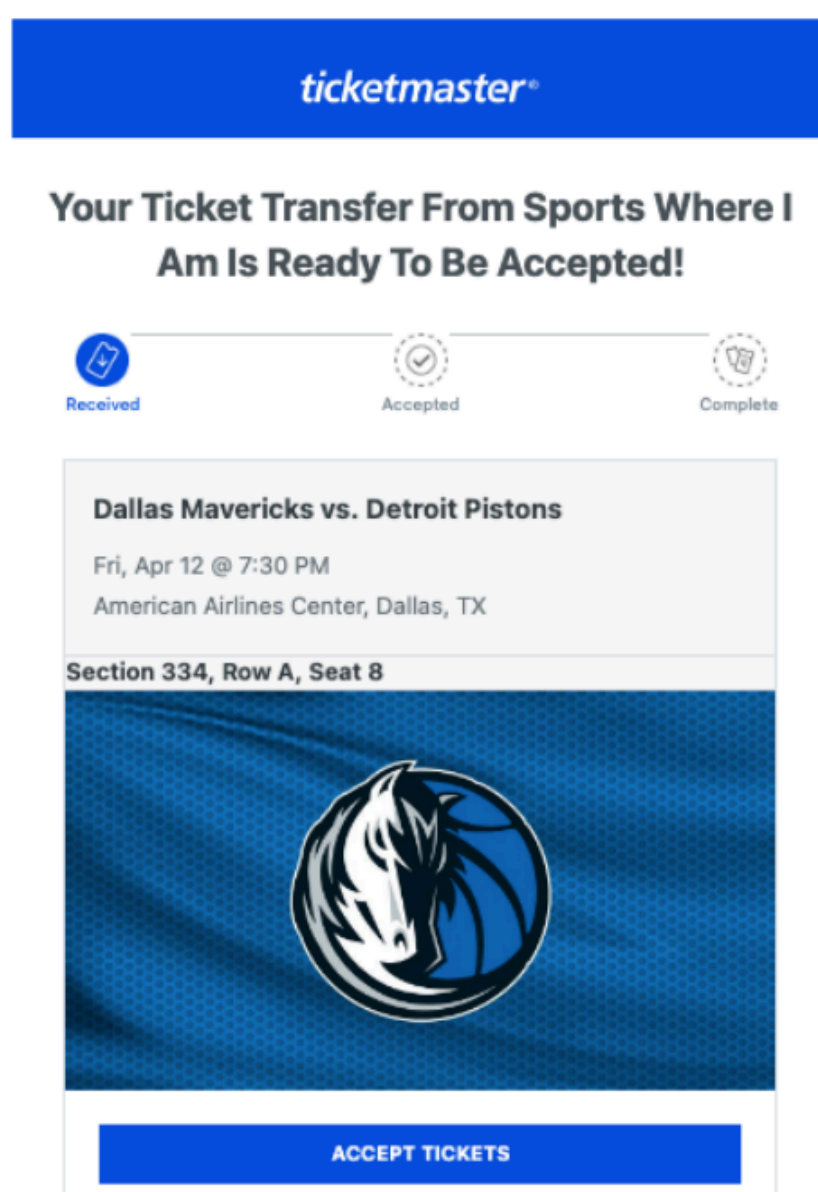 ticketmaster®
Your Ticket Transfer From Sports Where I
Am Is Ready To Be Accepted!
Received
Accepted
Complete
Dallas Mavericks vs. Detroit Pistons
Fri, Apr 12 @ 7:30 PM
American Airlines Center, Dallas, TX
Section 334, Row A, Seat 8
M
ACCEPT TICKETS